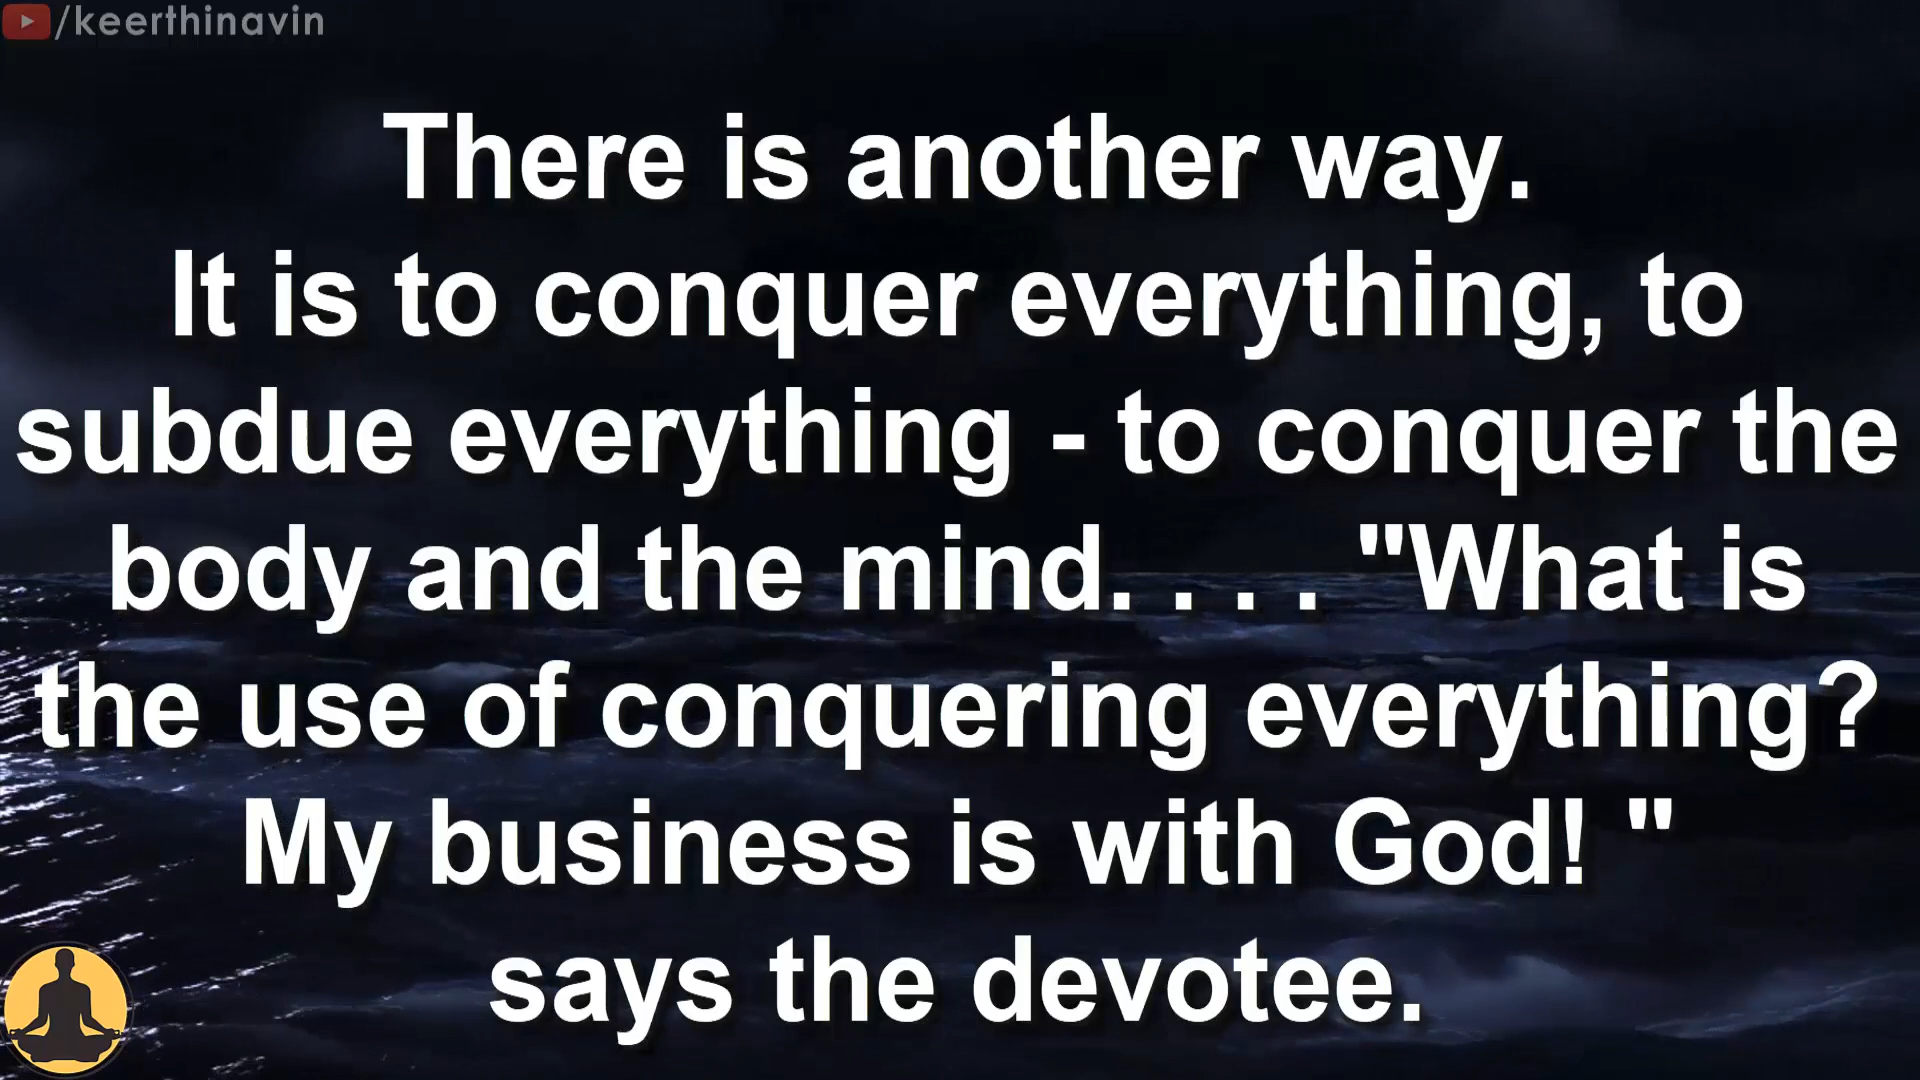 /keerthinavin
There is another way.
It is to conquer everything, to
subdue everything - to conquer the
body and the mind. . . . "What is
the use of conquering everything?
My business is with God! "
says the devotee.